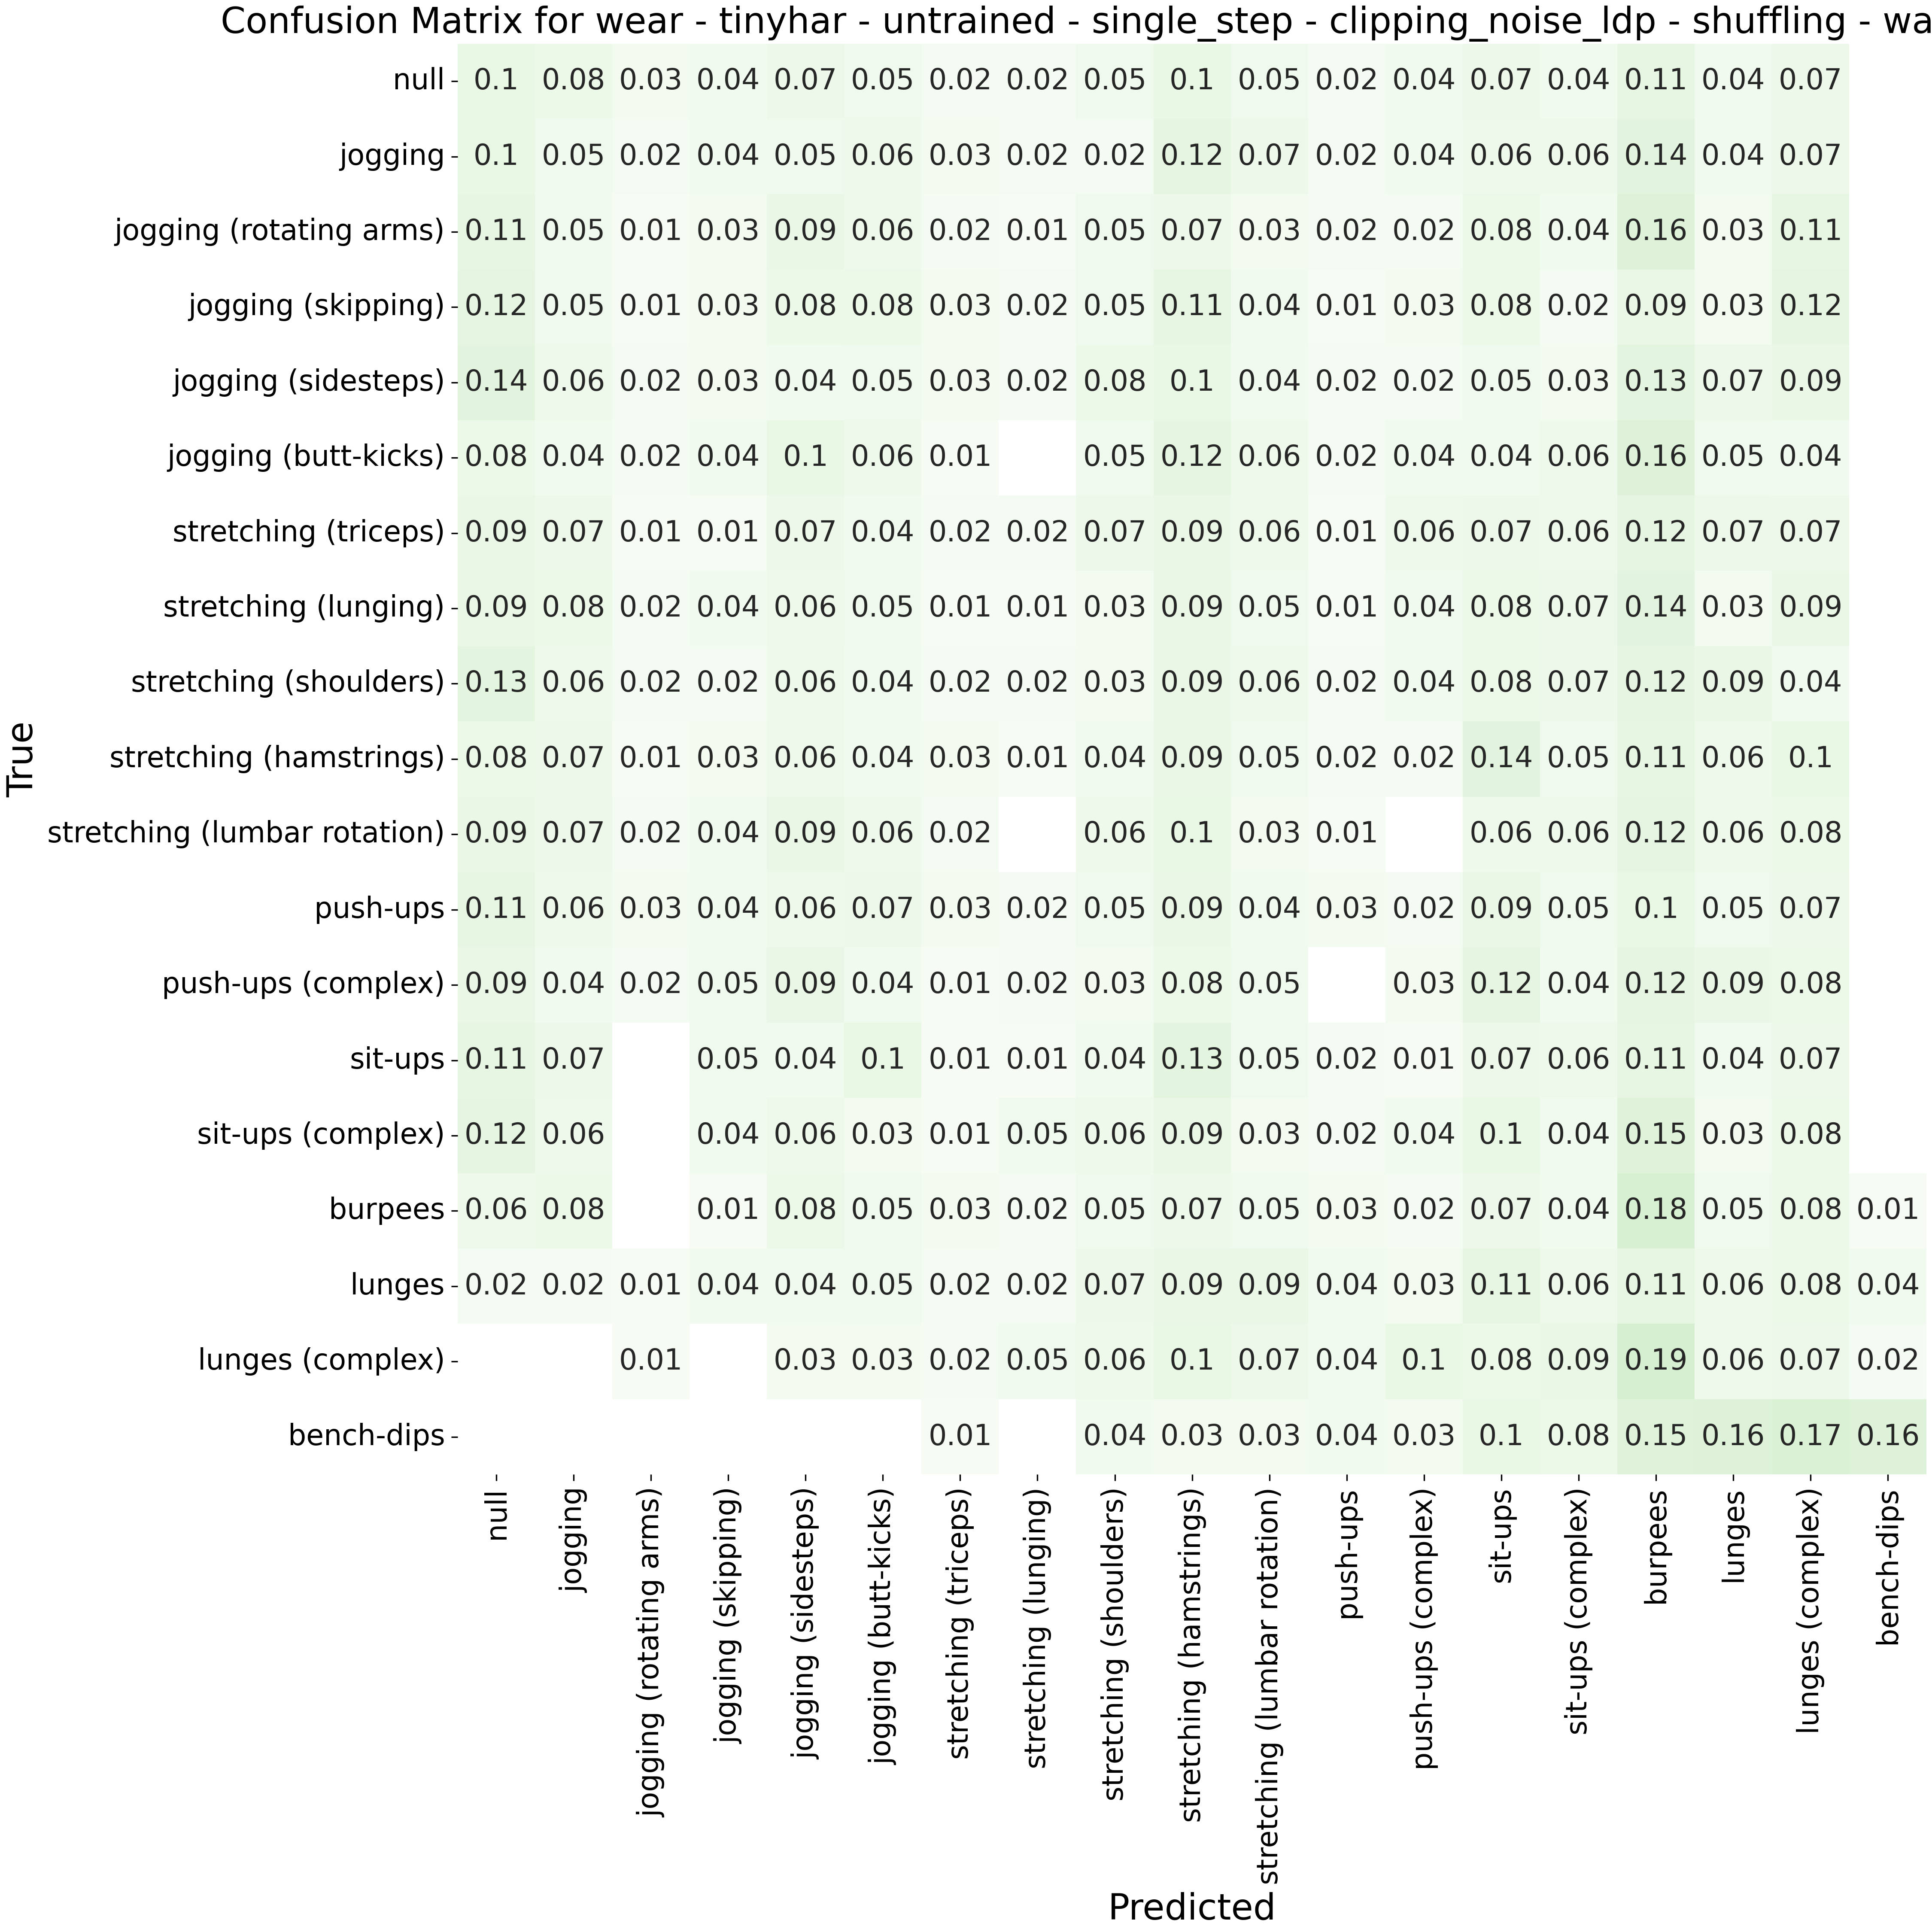 Confusion Matrix for wear - tinyhar - untrained - single_step - clipping_noise_ldp - shuffling - wa
True
null 0.1 0.08 0.03 0.04 0.07 0.05 0.02 0.02 0.05 0.1 0.05 0.02 0.04 0.07 0.04 0.11 0.04 0.07
jogging 0.1 0.05 0.02 0.04 0.05 0.06 0.03 0.02 0.02 0.12 0.07 0.02 0.04 0.06 0.06 0.14 0.04 0.07
jogging (rotating arms) 0.11 0.05 0.01 0.03 0.09 0.06 0.02 0.01 0.05 0.07 0.03 0.02 0.02 0.08 0.04 0.16 0.03 0.11
jogging (skipping) 0.12 0.05 0.01 0.03 0.08 0.08 0.03 0.02 0.05 0.11 0.04 0.01 0.03 0.08 0.02 0.09 0.03 0.12
jogging (sidesteps) 0.14 0.06 0.02 0.03 0.04 0.05 0.03 0.02 0.08 0.1 0.04 0.02 0.02 0.05 0.03 0.13 0.07 0.09
jogging (butt-kicks) 0.08 0.04 0.02 0.04 0.1 0.06 0.01 0.05 0.12 0.06 0.02 0.04 0.04 0.06 0.16 0.05 0.04
stretching (triceps) 0.09 0.07 0.01 0.01 0.07 0.04 0.02 0.02 0.07 0.09 0.06 0.01 0.06 0.07 0.06 0.12 0.07 0.07
stretching (lunging) 0.09 0.08 0.02 0.04 0.06 0.05 0.01 0.01 0.03 0.09 0.05 0.01 0.04 0.08 0.07 0.14 0.03 0.09
stretching (shoulders) 0.13 0.06 0.02 0.02 0.06 0.04 0.02 0.02 0.03 0.09 0.06 0.02 0.04 0.08 0.07 0.12 0.09 0.04
stretching (hamstrings) 0.08 0.07 0.01 0.03 0.06 0.04 0.03 0.01 0.04 0.09 0.05 0.02 0.02 0.14 0.05 0.11 0.06 0.1
stretching (lumbar rotation) 0.09 0.07 0.02 0.04 0.09 0.06 0.02 0.06 0.1 0.03 0.01 0.06 0.06 0.12 0.06 0.08
push-ups 0.11 0.06 0.03 0.04 0.06 0.07 0.03 0.02 0.05 0.09 0.04 0.03 0.02 0.09 0.05 0.1 0.05 0.07
push-ups (complex) 0.09 0.04 0.02 0.05 0.09 0.04 0.01 0.02 0.03 0.08 0.05 0.03 0.12 0.04 0.12 0.09 0.08
sit-ups 0.11 0.07 0.05 0.04 0.1 0.01 0.01 0.04 0.13 0.05 0.02 0.01 0.07 0.06 0.11 0.04 0.07
sit-ups (complex) 0.12 0.06 0.04 0.06 0.03 0.01 0.05 0.06 0.09 0.03 0.02 0.04 0.1 0.04 0.15 0.03 0.08
burpees 0.06 0.08 0.01 0.08 0.05 0.03 0.02 0.05 0.07 0.05 0.03 0.02 0.07 0.04 0.18 0.05 0.08 0.01
lunges 0.02 0.02 0.01 0.04 0.04 0.05 0.02 0.02 0.07 0.09 0.09 0.04 0.03 0.11 0.06 0.11 0.06 0.08 0.04
lunges (complex) 0.01 0.03 0.03 0.02 0.05 0.06 0.1 0.07 0.04 0.1 0.08 0.09 0.19 0.06 0.07 0.02
bench-dips 0.01 0.04 0.03 0.03 0.04 0.03 0.1 0.08 0.15 0.16 0.17 0.16
null
jogging
jogging (rotating arms)
jogging (skipping)
jogging (sidesteps)
jogging (butt-kicks)
stretching (triceps)
stretching (lunging)
stretching (shoulders)
stretching (hamstrings)
stretching (lumbar rotation)
push-ups
push-ups (complex)
sit-ups
sit-ups (complex)
burpees
lunges
lunges (complex)
bench-dips
Predicted